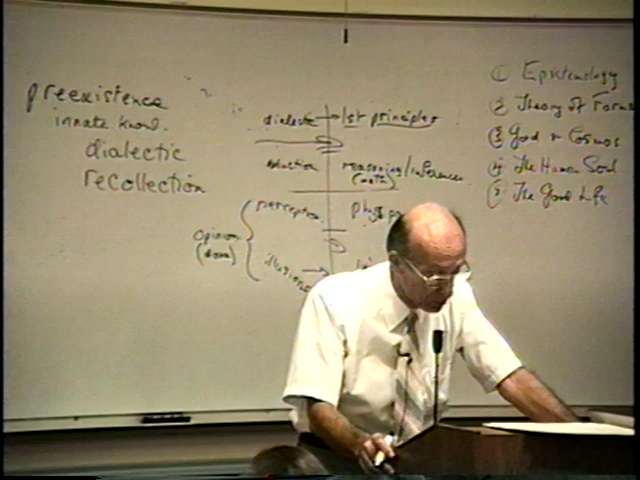 preexistence
innate knowl.
dialectic
recollection
dialectic → 1st principles
reasoning/inferences
(math)
perception
Opinion
(doxa)
illusions
① Epistemology
② Theory of Forms
③ God & Cosmos
④ The Human Soul
⑤ The Good Life